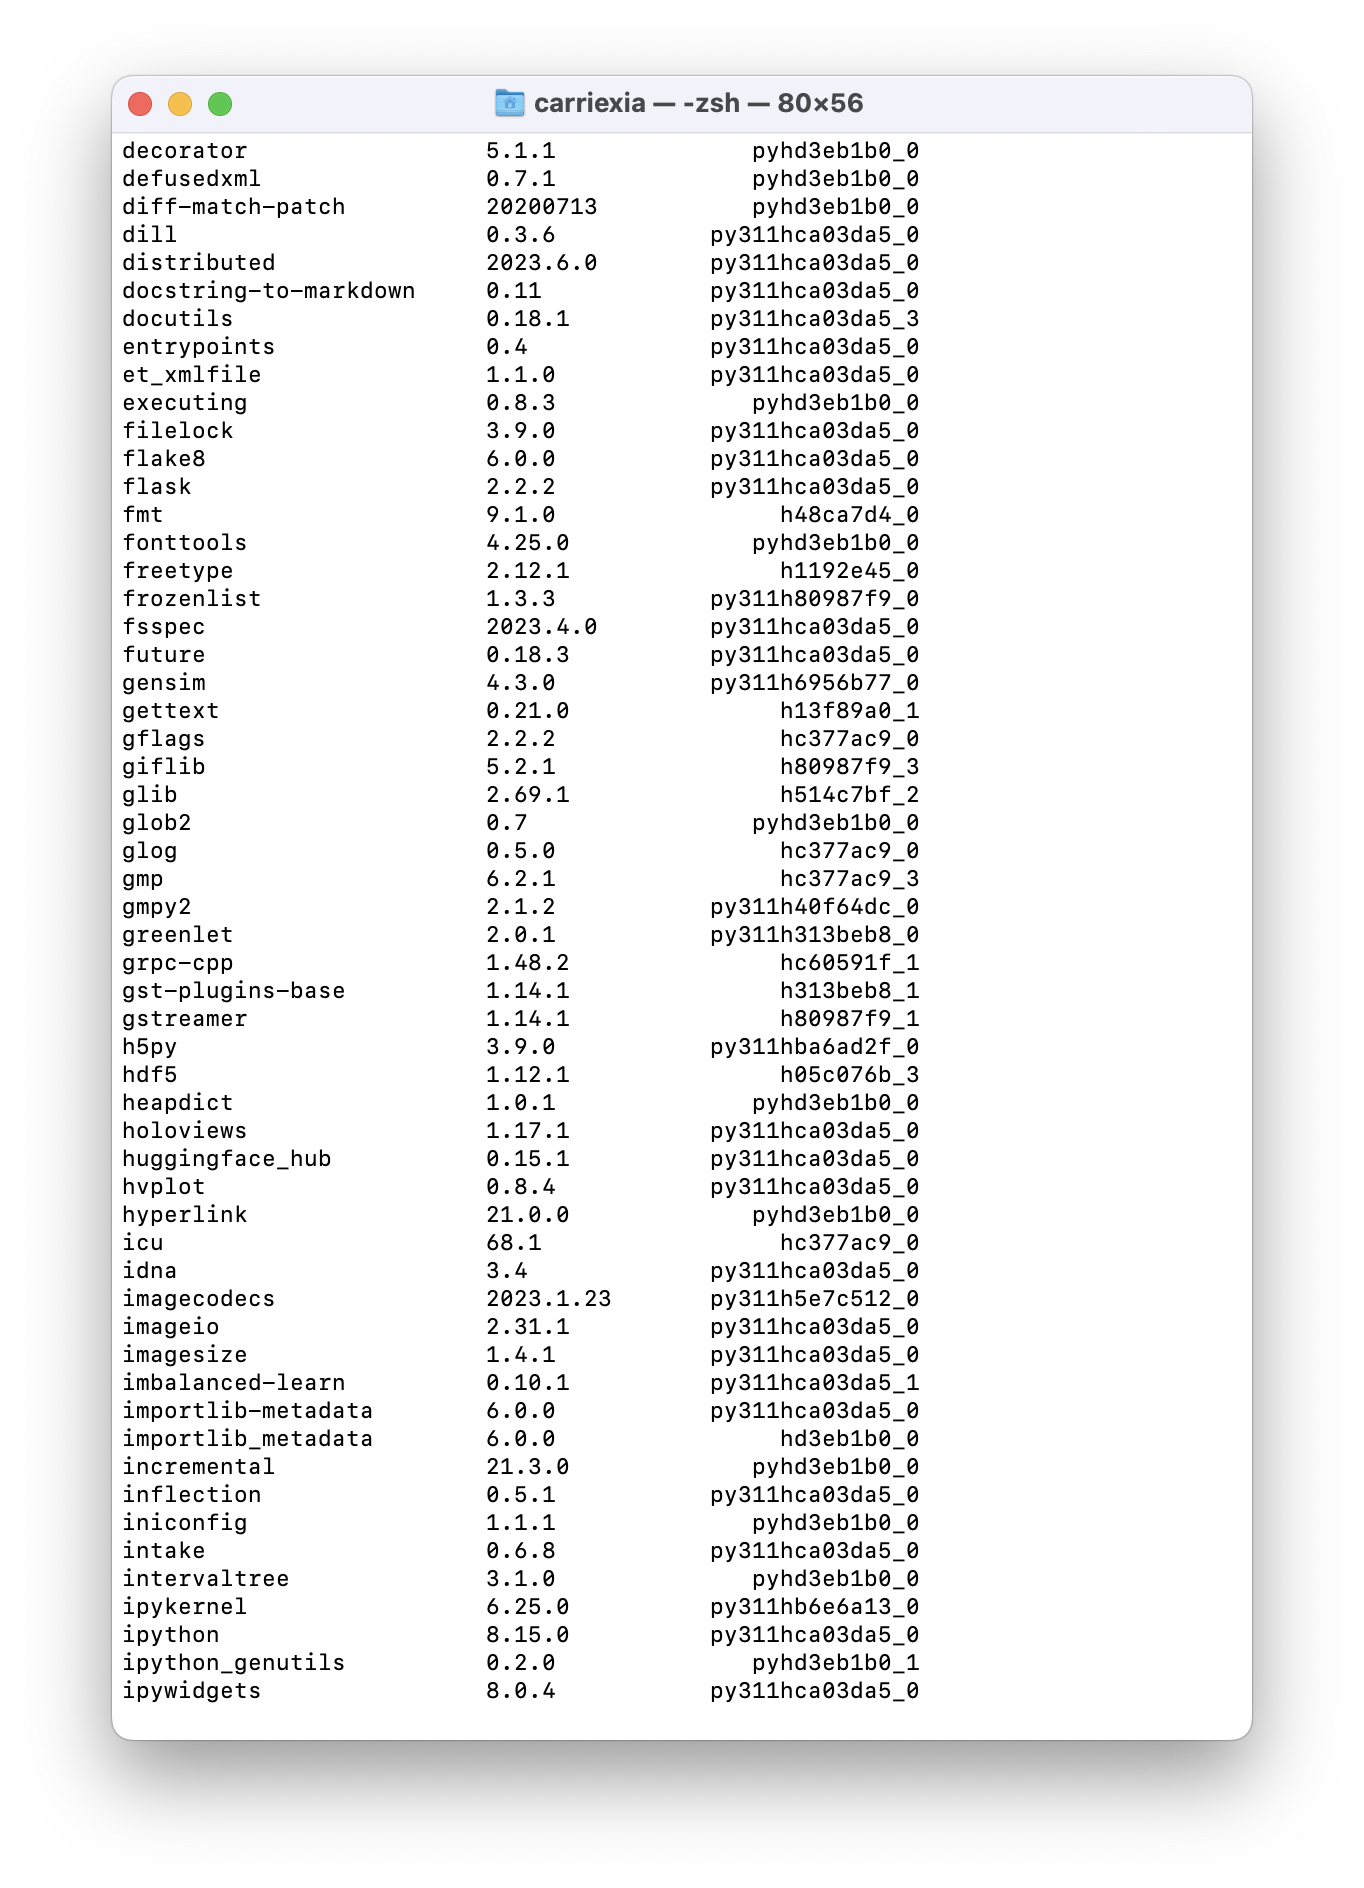 carriexia — -zsh — 80×56
decorator 5.1.1 pyhd3eb1b0_0
defusedxml 0.7.1 pyhd3eb1b0_0
diff-match-patch 20200713 pyhd3eb1b0_0
dill 0.3.6 py311hca03da5_0
distributed 2023.6.0 py311hca03da5_0
docstring-to-markdown 0.11 py311hca03da5_0
docutils 0.18.1 py311hca03da5_3
entrypoints 0.4 py311hca03da5_0
et_xmlfile 1.1.0 py311hca03da5_0
executing 0.8.3 pyhd3eb1b0_0
filelock 3.9.0 py311hca03da5_0
flake8 6.0.0 py311hca03da5_0
flask 2.2.2 py311hca03da5_0
fmt 9.1.0 h48ca7d4_0
fonttools 4.25.0 pyhd3eb1b0_0
freetype 2.12.1 h1192e45_0
frozenlist 1.3.3 py311h80987f9_0
fsspec 2023.4.0 py311hca03da5_0
future 0.18.3 py311hca03da5_0
gensim 4.3.0 py311h6956b77_0
gettext 0.21.0 h13f89a0_1
gflags 2.2.2 hc377ac9_0
giflib 5.2.1 h80987f9_3
glib 2.69.1 h514c7bf_2
glob2 0.7 pyhd3eb1b0_0
glog 0.5.0 hc377ac9_0
gmp 6.2.1 hc377ac9_3
gmpy2 2.1.2 py311h40f64dc_0
greenlet 2.0.1 py311h313beb8_0
grpc-cpp 1.48.2 hc60591f_1
gst-plugins-base 1.14.1 h313beb8_1
gstreamer 1.14.1 h80987f9_1
h5py 3.9.0 py311hba6ad2f_0
hdf5 1.12.1 h05c076b_3
heapdict 1.0.1 pyhd3eb1b0_0
holoviews 1.17.1 py311hca03da5_0
huggingface_hub 0.15.1 py311hca03da5_0
hvplot 0.8.4 py311hca03da5_0
hyperlink 21.0.0 pyhd3eb1b0_0
icu 68.1 hc377ac9_0
idna 3.4 py311hca03da5_0
imagecodecs 2023.1.23 py311h5e7c512_0
imageio 2.31.1 py311hca03da5_0
imagesize 1.4.1 py311hca03da5_0
imbalanced-learn 0.10.1 py311hca03da5_1
importlib-metadata 6.0.0 py311hca03da5_0
importlib_metadata 6.0.0 hd3eb1b0_0
incremental 21.3.0 pyhd3eb1b0_0
inflection 0.5.1 py311hca03da5_0
iniconfig 1.1.1 pyhd3eb1b0_0
intake 0.6.8 py311hca03da5_0
intervaltree 3.1.0 pyhd3eb1b0_0
ipykernel 6.25.0 py311hb6e6a13_0
ipython 8.15.0 py311hca03da5_0
ipython_genutils 0.2.0 pyhd3eb1b0_1
ipywidgets 8.0.4 py311hca03da5_0